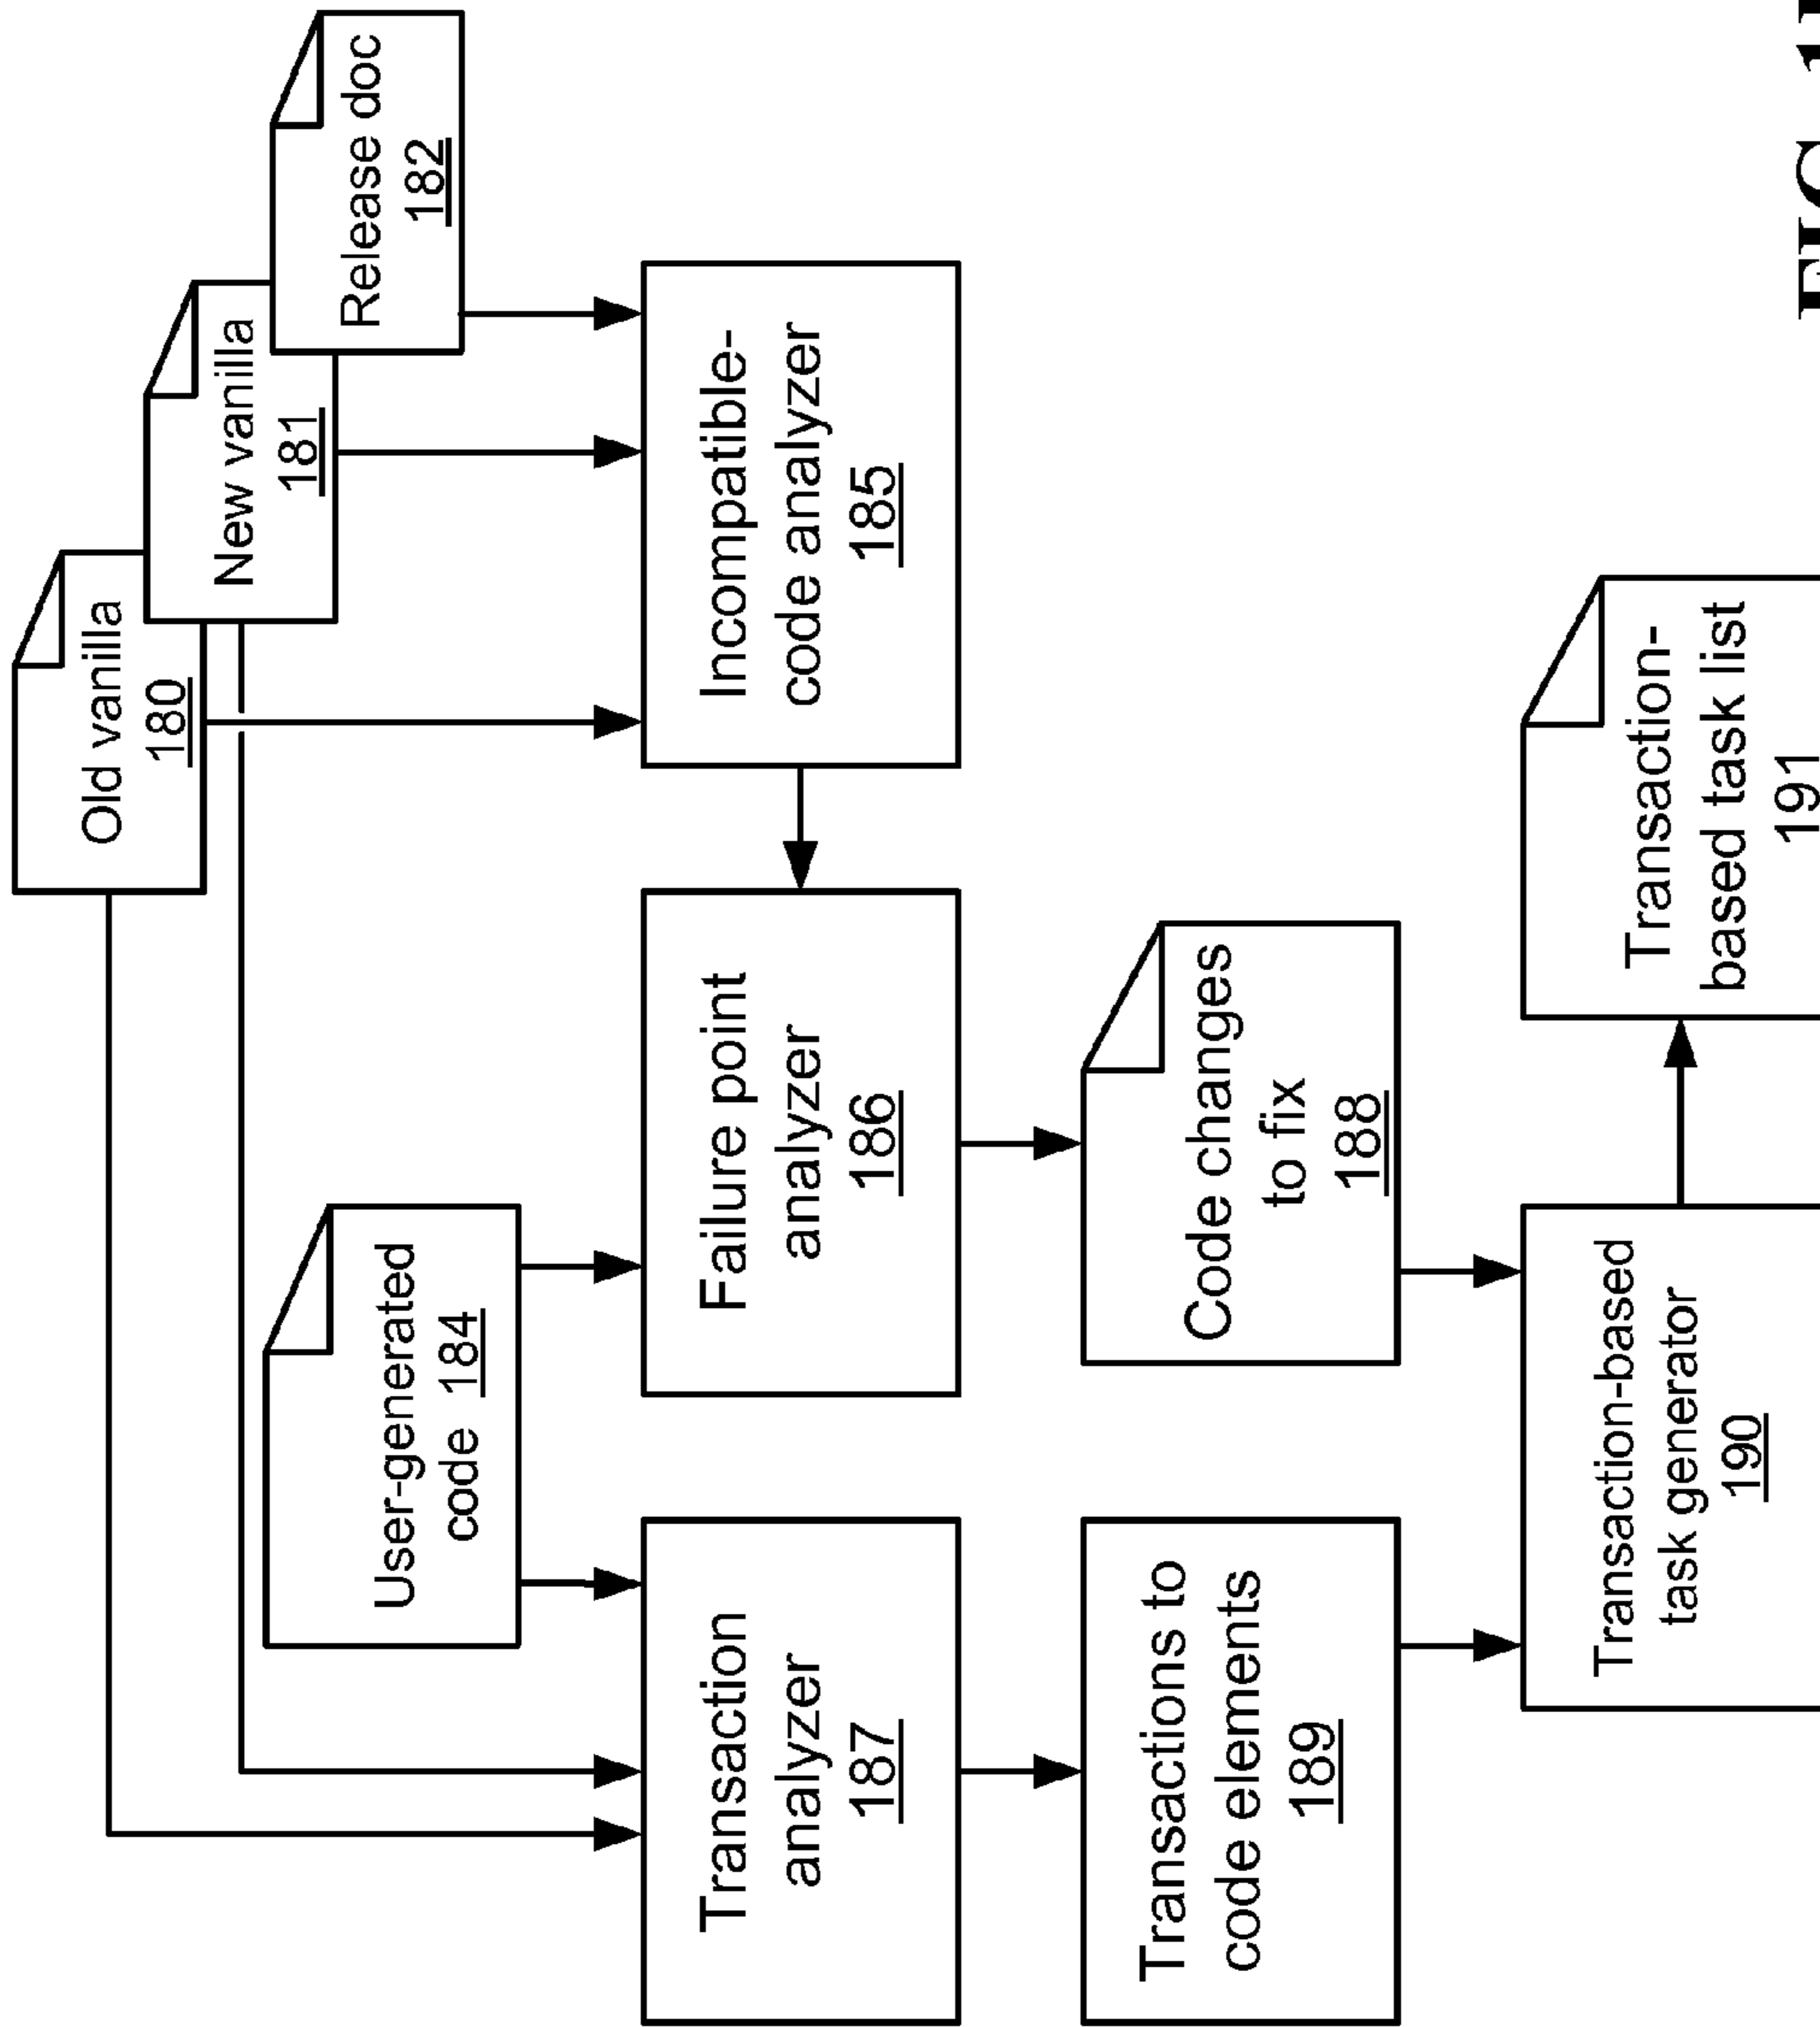 Old vanilla
180
New vanilla
181
Release doc
182
User-generated
code 184
Transaction
analyzer
187
Failure point
analyzer
186
Incompatible-
code analyzer
185
Transactions to
code elements
189
Code changes
to fix
188
Transaction-based
task generator
190
Transaction-
based task list
191